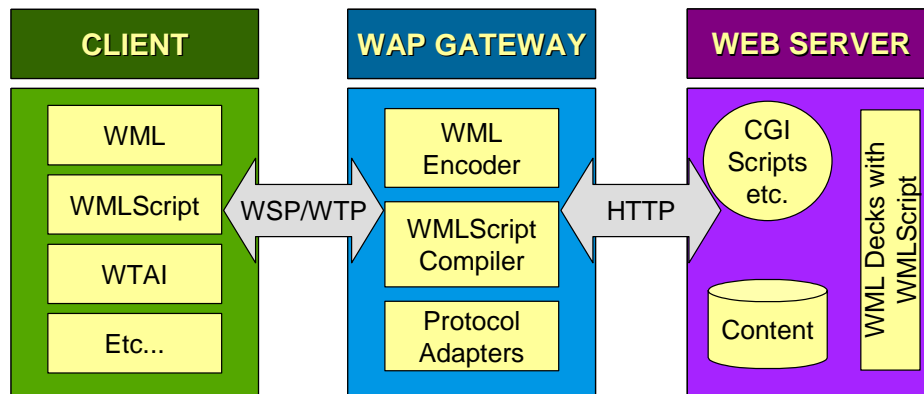 CLIENT
WML
WMLScript
WTAI
Etc...
WSP/WTP
WAP GATEWAY
WML
Encoder
WMLScript
Compiler
Protocol
Adapters
HTTP
WEB SERVER
CGI
Scripts
etc.
Content
WML Decks with
WMLScript